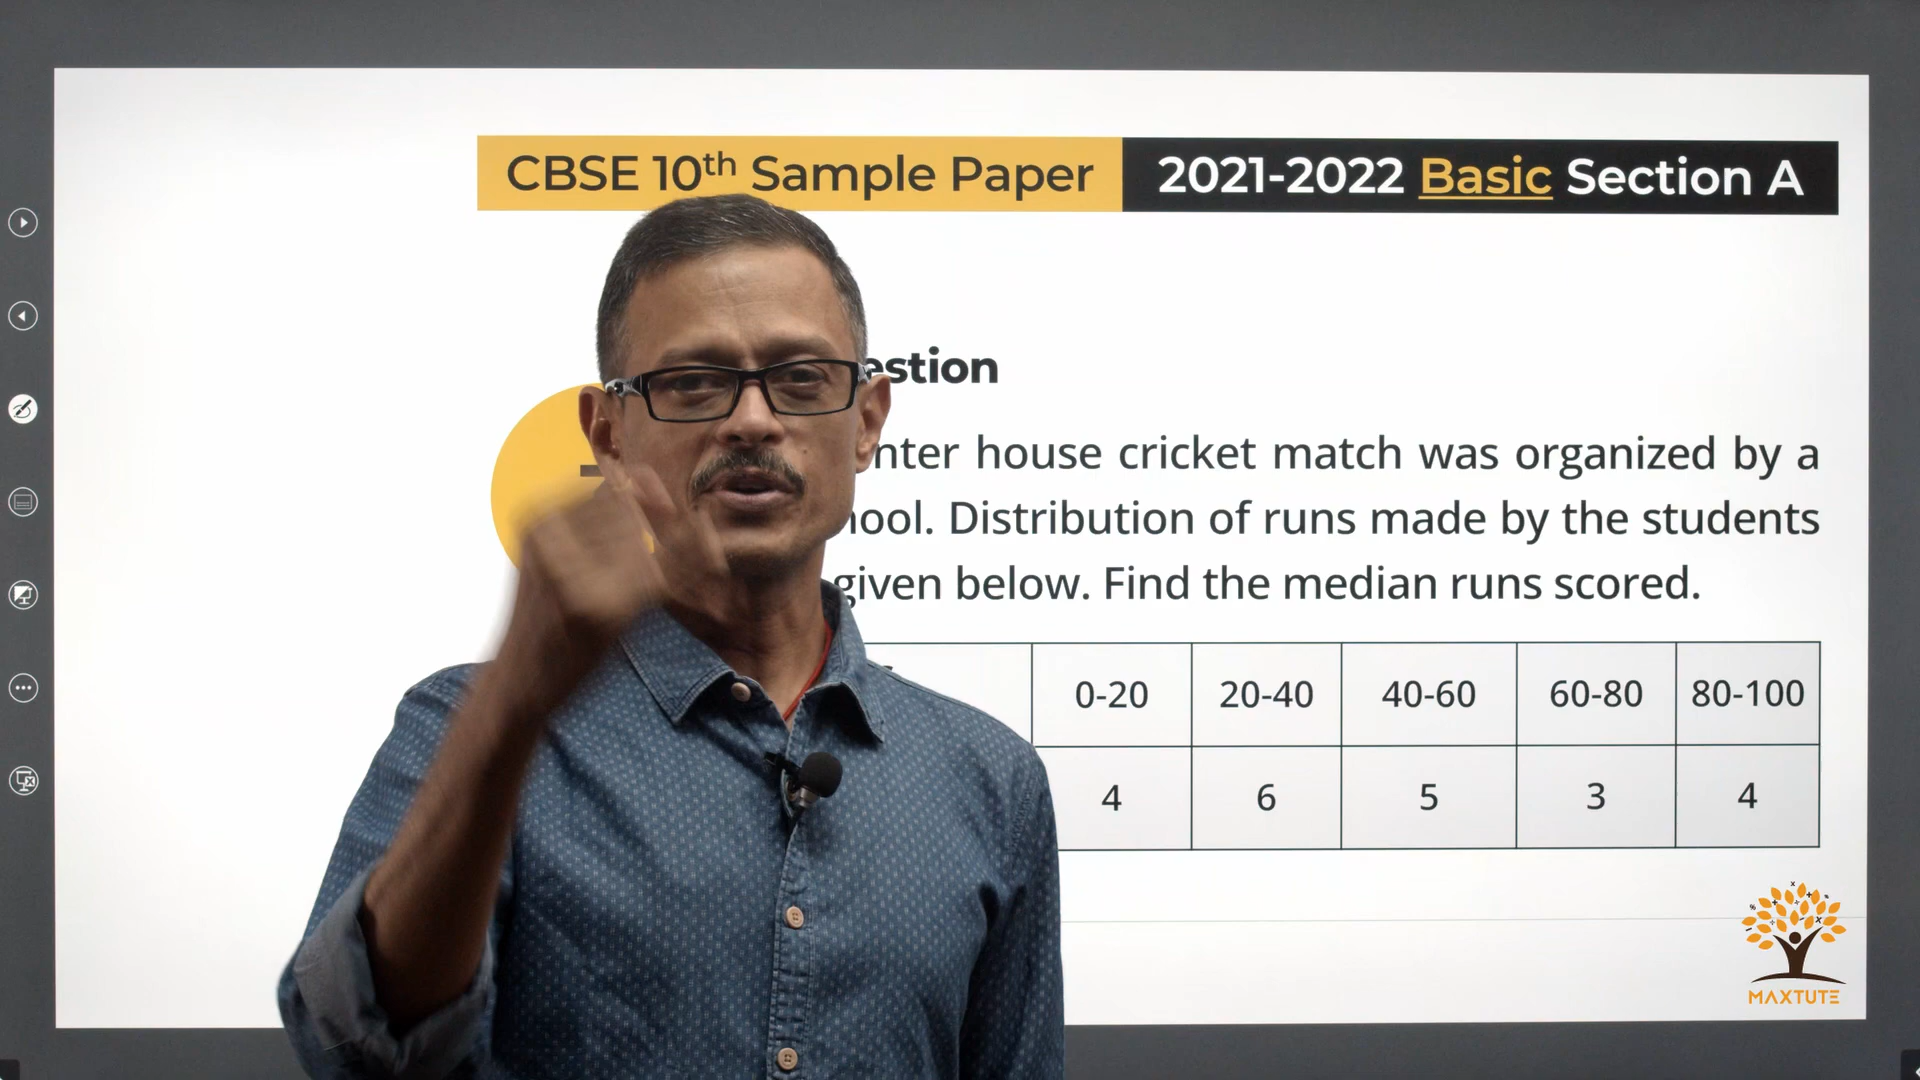 CBSE 10th Sample Paper 2021-2022 Basic Section A
estion
nter house cricket match was organized by a
hool. Distribution of runs made by the students
given below. Find the median runs scored.
0-20 20-40 40-60 60-80 80-100
4 6 5 3 4
MAXTUTE